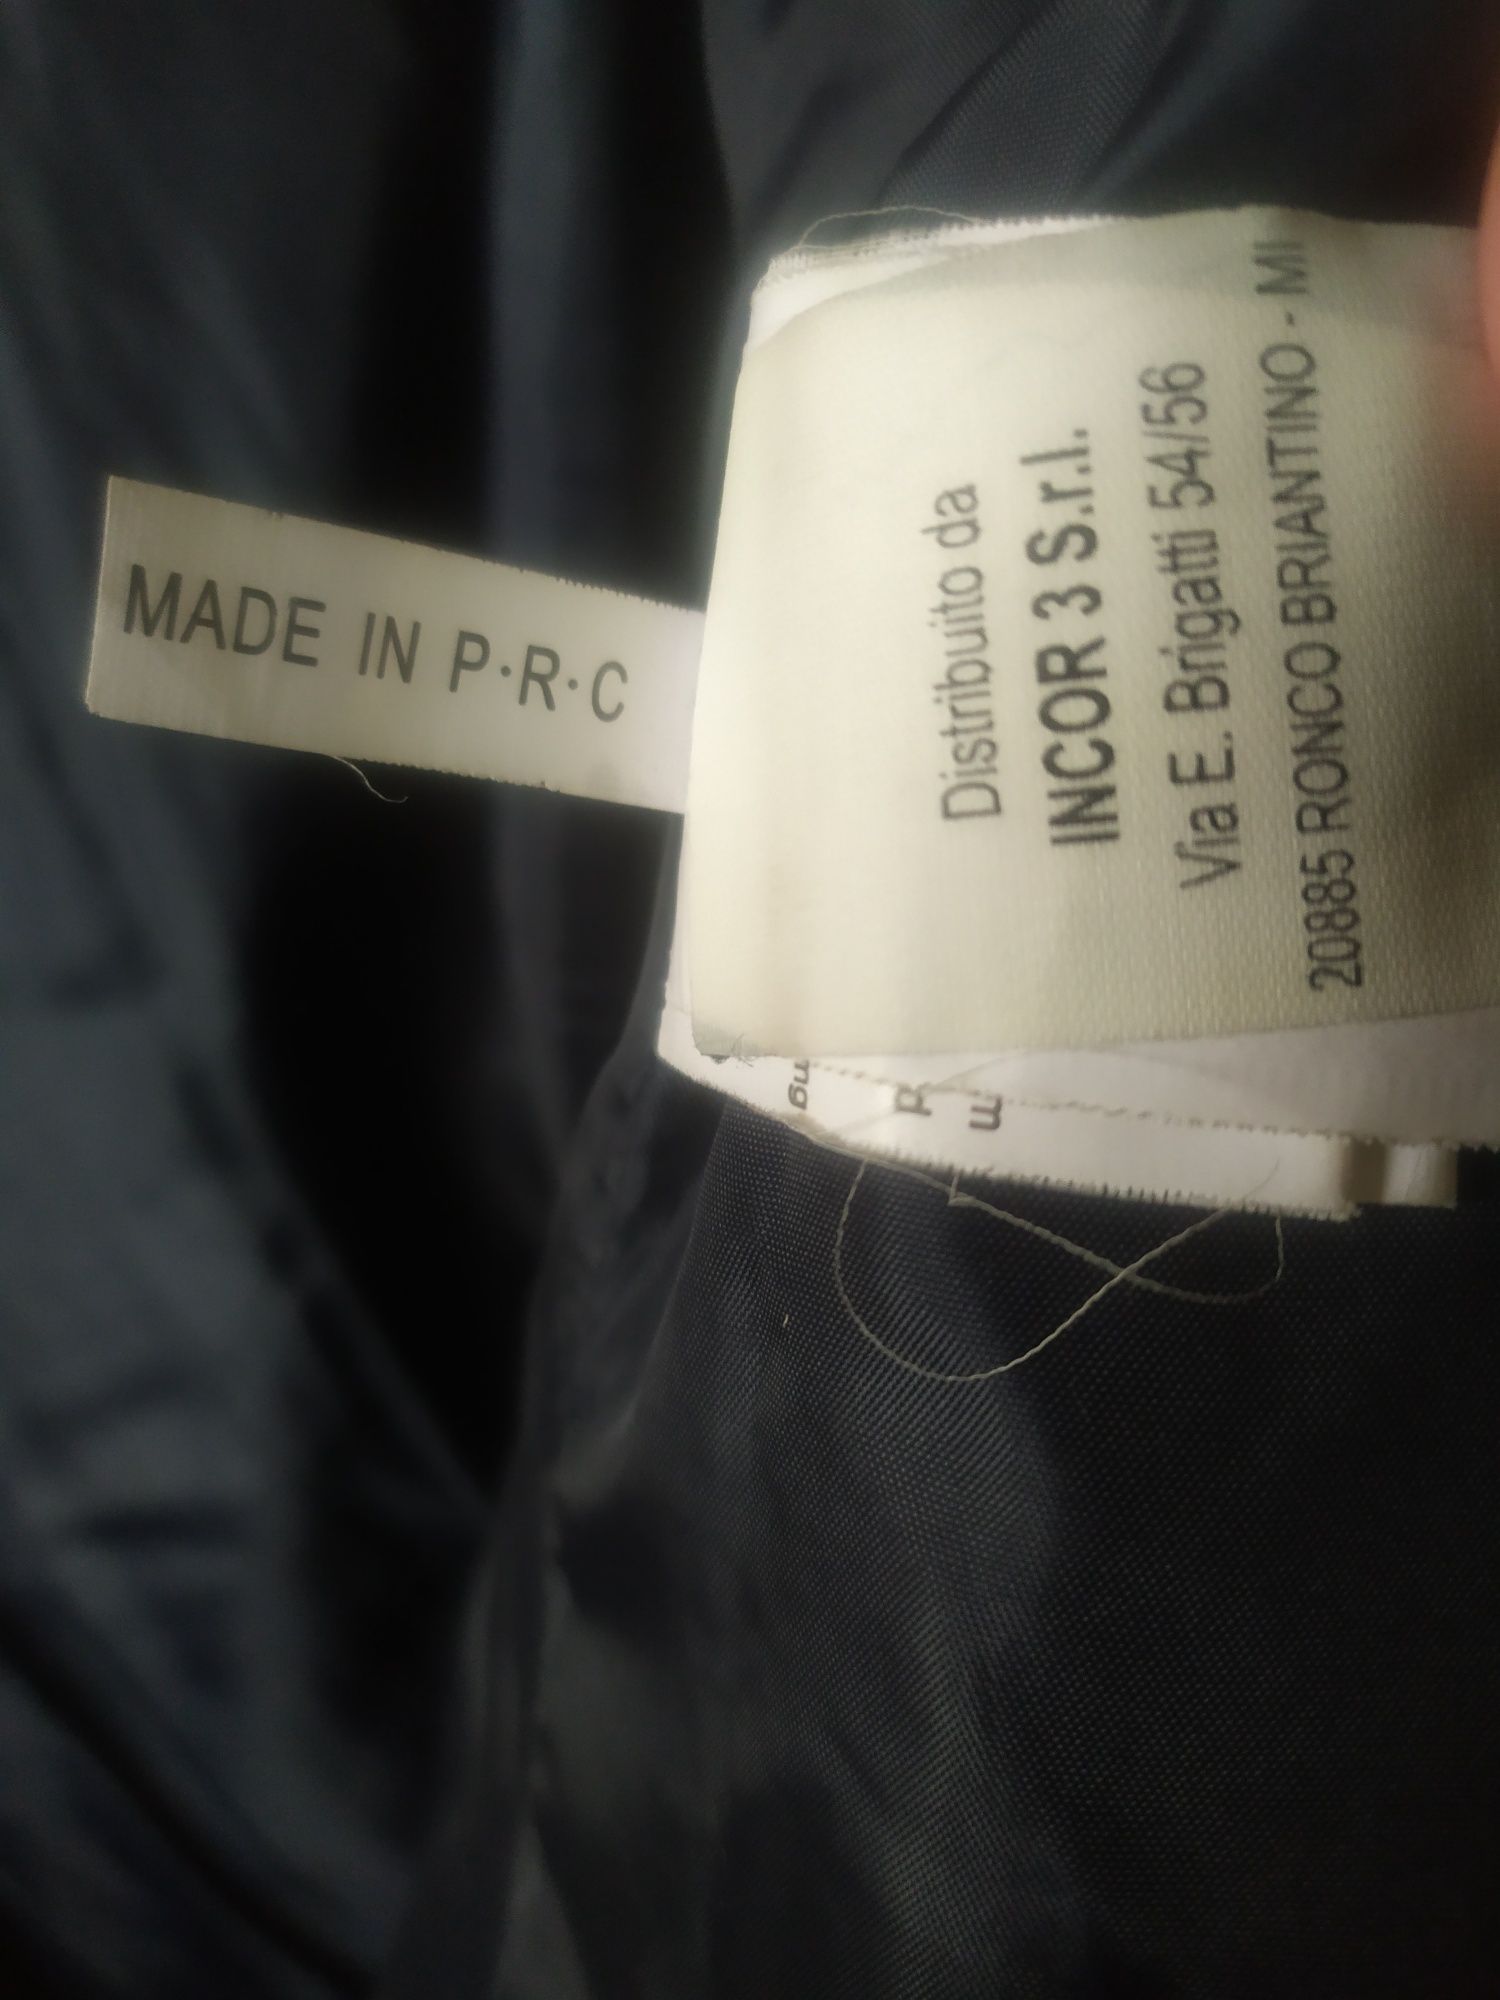 MADE IN P·R·C
Distribuito da
INCOR 3 S.r.l.
Via E. Brigatti 54/56
20885 RONCO BRIANTINO - MI